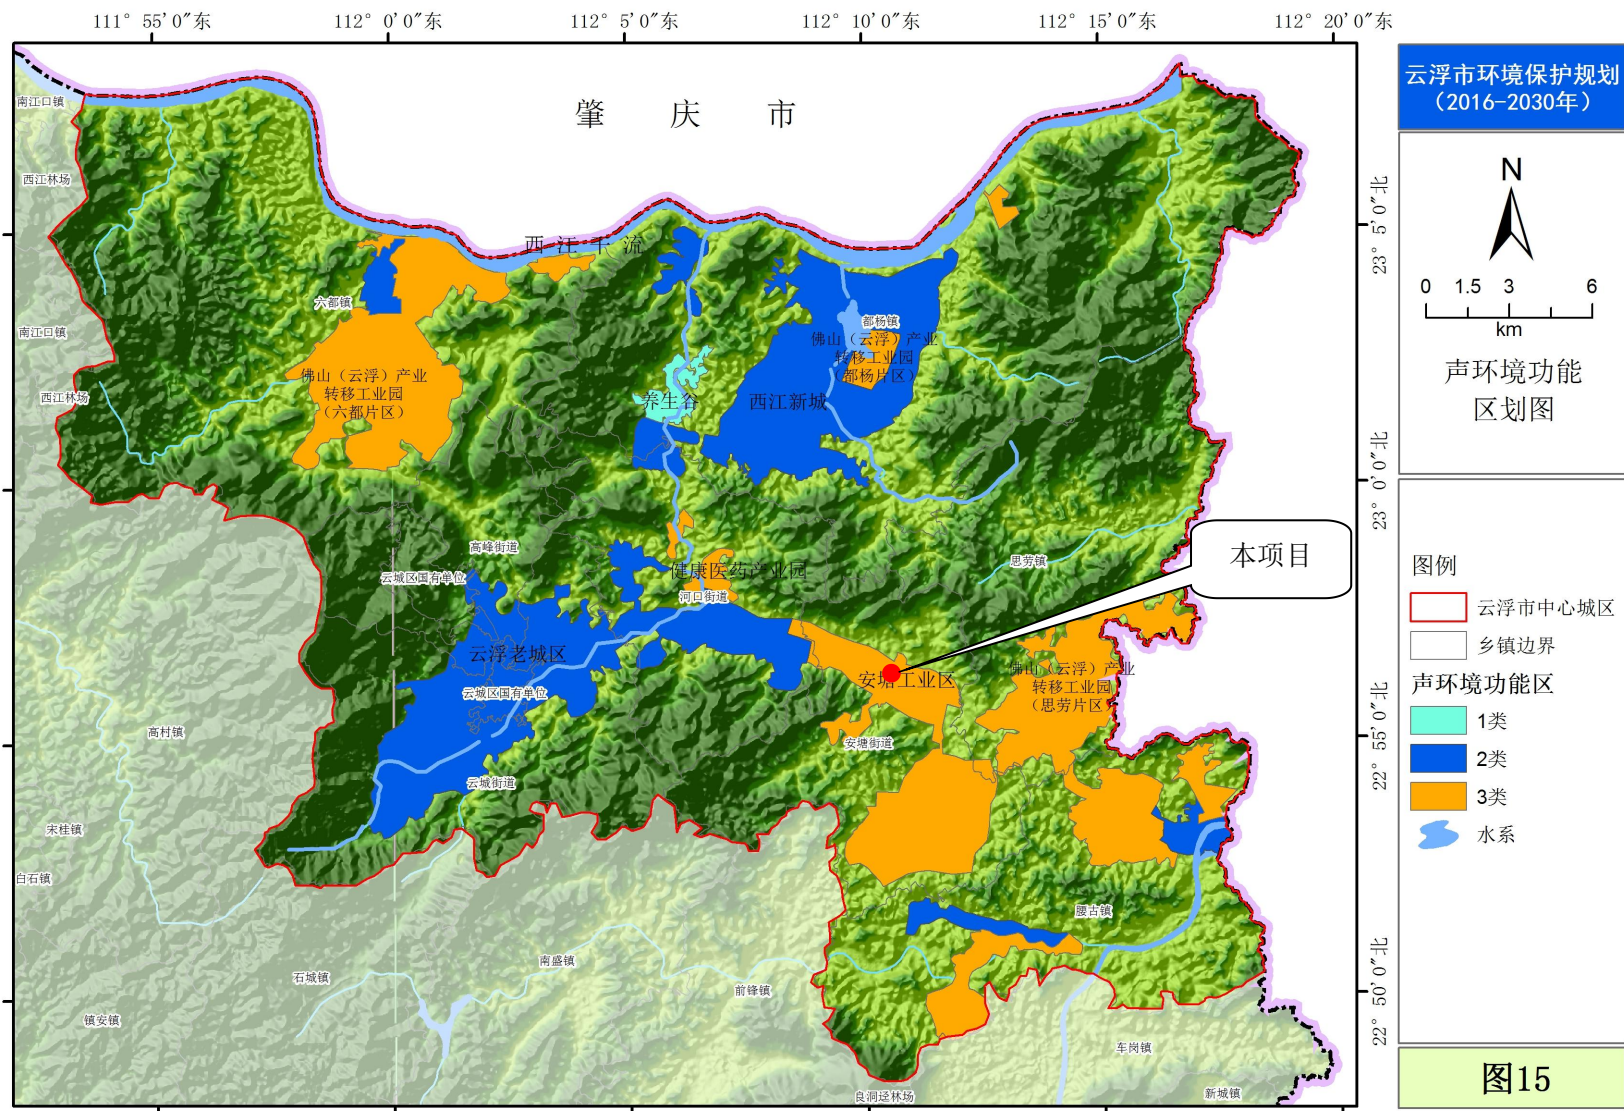 111° 55′0″东
112° 0′0″东
112° 5′0″东
112° 10′0″东
112° 15′0″东
112° 20′0″东
云浮市环境保护规划
（2016-2030年）
肇庆市
南江口镇
西江林场
N
23° 5′0″北
西江干流
0 1.5 3 6
km
六都镇
都杨镇
南江口镇
佛山（云浮）产业
转移工业园
（都杨片区）
佛山（云浮）产业
转移工业园
（六都片区）
声环境功能
区划图
西江林场
养生谷
西江新城
23° 0′0″北
高峰街道
云城区国有单位
健康医药产业园
河口街道
思劳镇
本项目
图例
云浮市中心城区
乡镇边界
声环境功能区
1类
2类
3类
水系
云浮老城区
云城区国有单位
安塘工业区
佛山（云浮）产业
转移工业园
（思劳片区）
22° 55′0″北
高村镇
安塘街道
云城街道
宋桂镇
白石镇
腰古镇
南盛镇
石城镇
前锋镇
22° 50′0″北
镇安镇
车岗镇
良洞迳林场
新城镇
图15